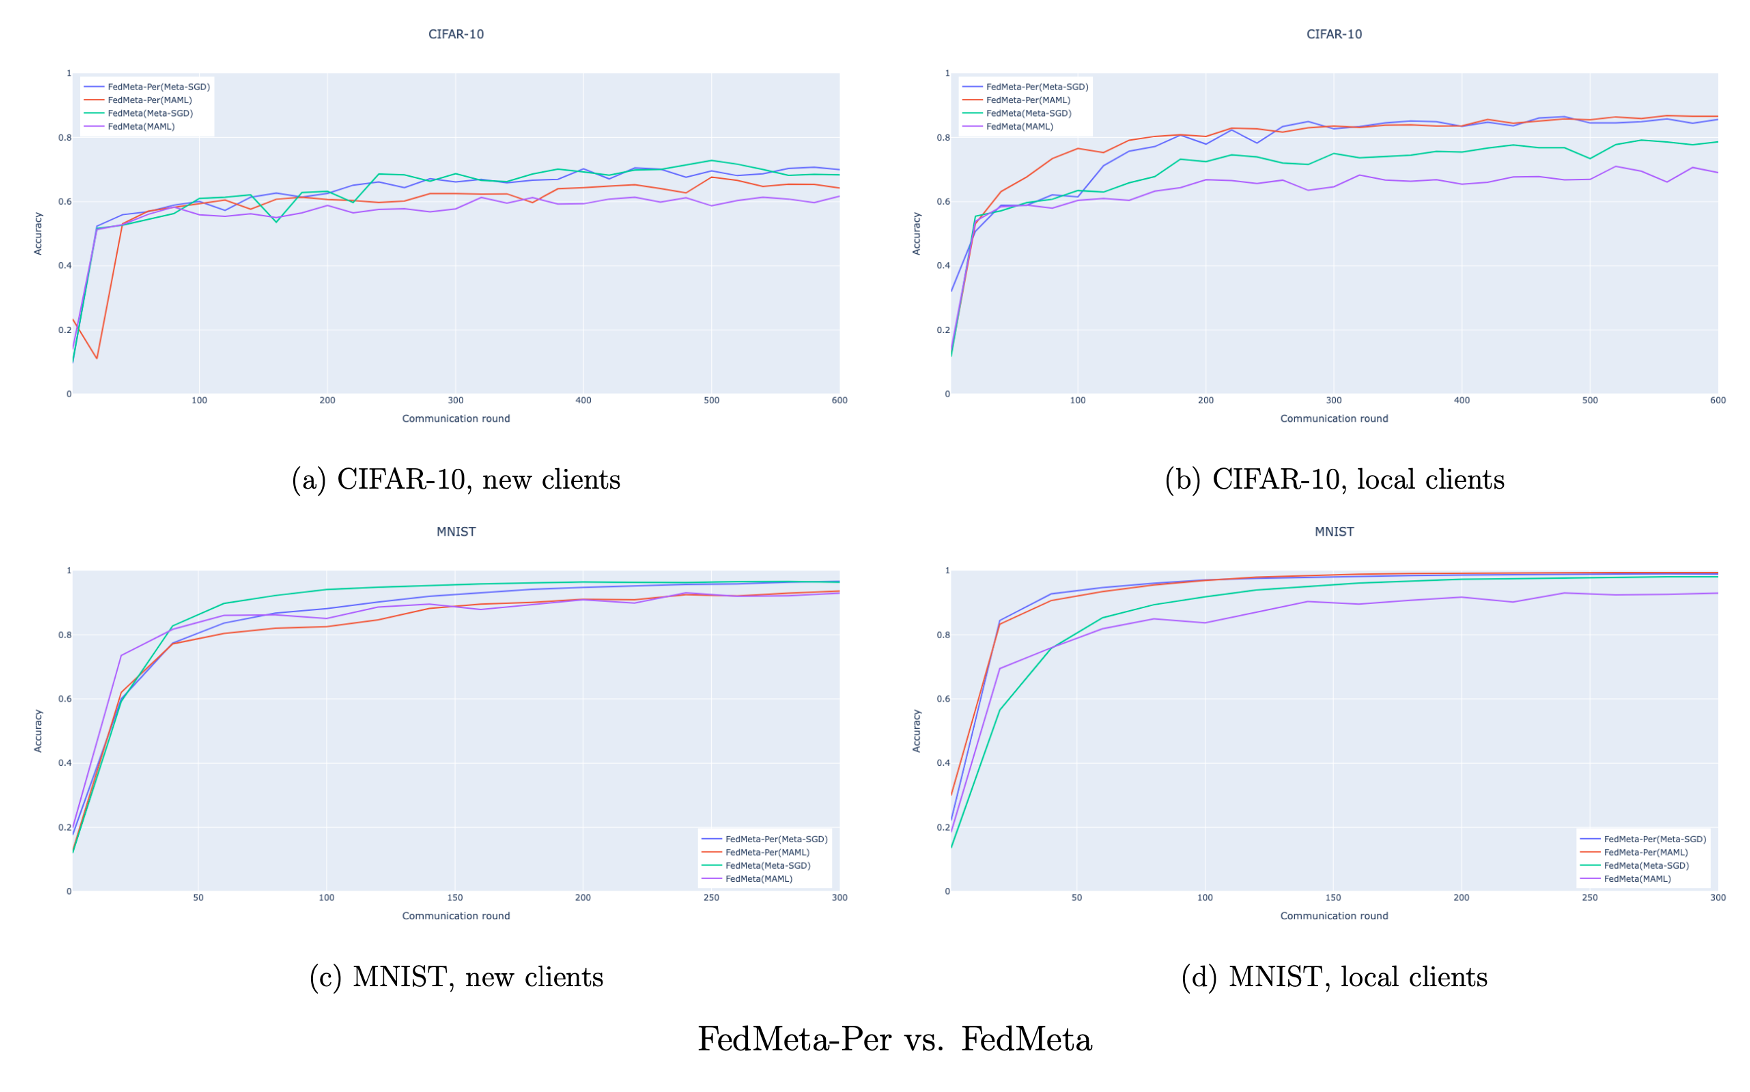 CIFAR-10
FedMeta-Per(Meta-SGD)
FedMeta-Per(MAML)
FedMeta(Meta-SGD)
FedMeta(MAML)
1
0.8
0.6
0.4
0.2
0
Accuracy
100
200
300
400
500
600
Communication round
(a) CIFAR-10, new clients
CIFAR-10
FedMeta-Per(Meta-SGD)
FedMeta-Per(MAML)
FedMeta(Meta-SGD)
FedMeta(MAML)
1
0.8
0.6
0.4
0.2
0
Accuracy
100
200
300
400
500
600
Communication round
(b) CIFAR-10, local clients
MNIST
1
0.8
0.6
0.4
0.2
0
Accuracy
FedMeta-Per(Meta-SGD)
FedMeta-Per(MAML)
FedMeta(Meta-SGD)
FedMeta(MAML)
50
100
150
200
250
300
Communication round
(c) MNIST, new clients
MNIST
1
0.8
0.6
0.4
0.2
0
Accuracy
FedMeta-Per(Meta-SGD)
FedMeta-Per(MAML)
FedMeta(Meta-SGD)
FedMeta(MAML)
50
100
150
200
250
300
Communication round
(d) MNIST, local clients
FedMeta-Per vs. FedMeta